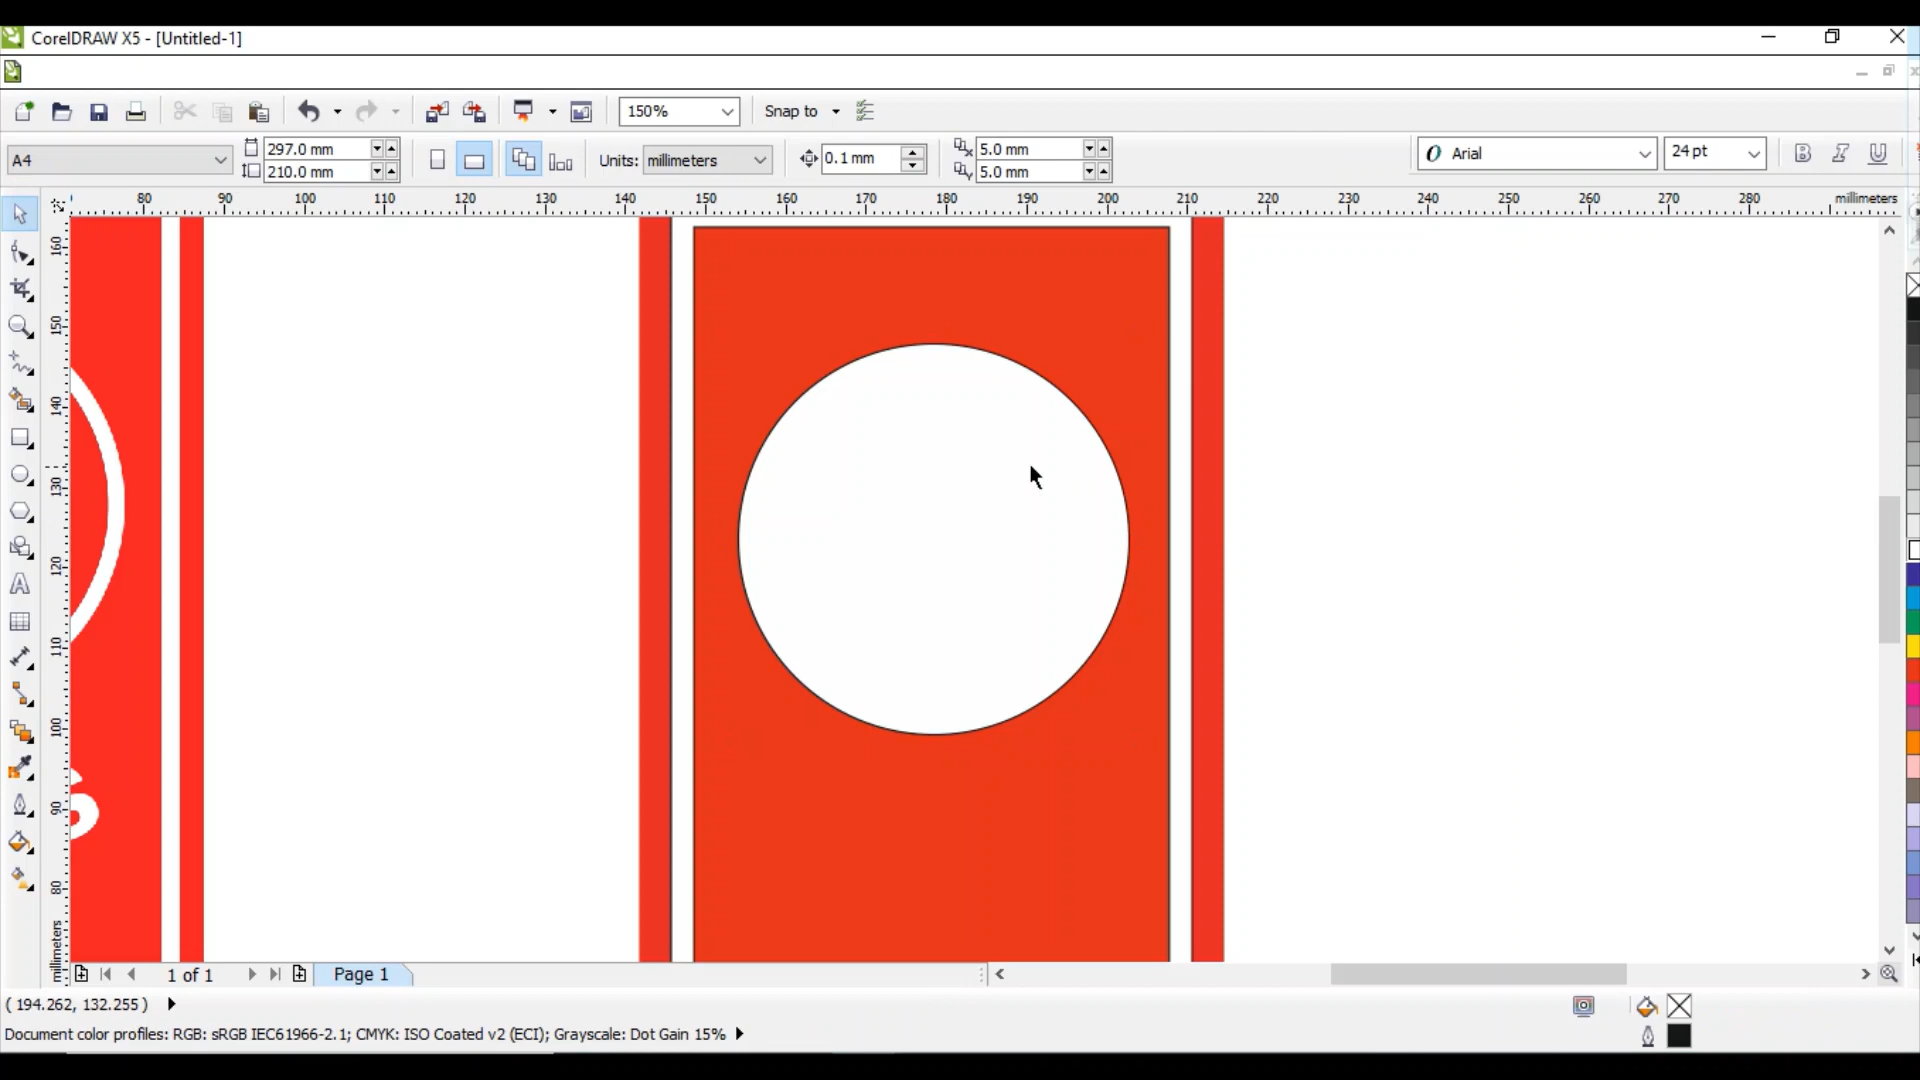 CorelDRAW X5 - [Untitled-1]
150%
Snap to
A4
297.0 mm
210.0 mm
Units: millimeters
0.1 mm
5.0 mm
5.0 mm
O Arial
24 pt
B I U
80 90 100 110 120 130 140 150 160 170 180 190 200 210 220 230 240 250 260 270 280 millimeters
160
150
140
130
120
110
100
90
80
millimeters
S
1 of 1
Page 1
( 194.262, 132.255 )
Document color profiles: RGB: sRGB IEC61966-2.1; CMYK: ISO Coated v2 (ECI); Grayscale: Dot Gain 15%